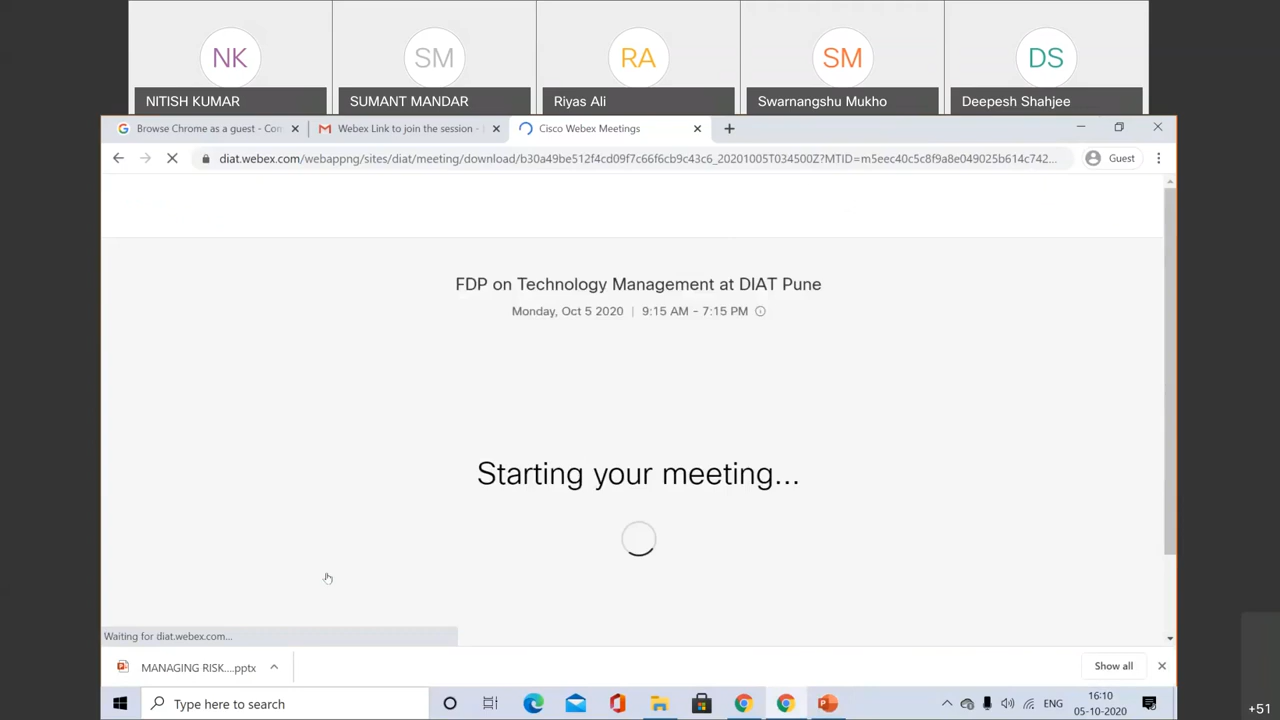 NK
SM
RA
SM
DS
NITISH KUMAR
SUMANT MANDAR
Riyas Ali
Swarnangshu Mukho
Deepesh Shahjee
Browse Chrome as a guest - Com
Webex Link to join the session -
Cisco Webex Meetings
diat.webex.com/webappng/sites/diat/meeting/download/b30a49be512f4cd09f7c66f6cb9c43c6_20201005T034500Z?MTID=m5eec40c5c8f9a8e049025b614c742...
Guest
FDP on Technology Management at DIAT Pune
Monday, Oct 5 2020 | 9:15 AM - 7:15 PM
Starting your meeting...
Waiting for diat.webex.com...
MANAGING RISK....pptx
Show all
Type here to search
ENG
16:10
05-10-2020
+51